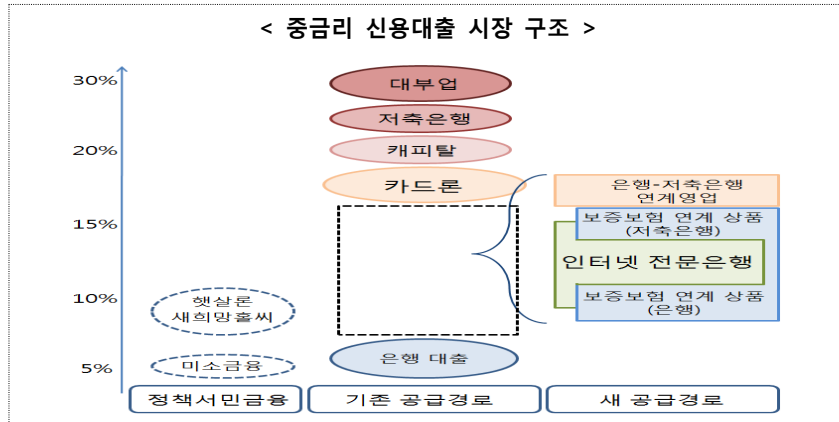 < 중금리 신용대출 시장 구조 >
30%
대부업
저축은행
20%
캐피탈
카드론
은행-저축은행
연계영업
15%
보증보험 연계 상품
(저축은행)
인터넷 전문은행
10%
햇살론
새희망홀씨
보증보험 연계 상품
(은행)
5%
미소금융
은행 대출
정책서민금융
기존 공급경로
새 공급경로